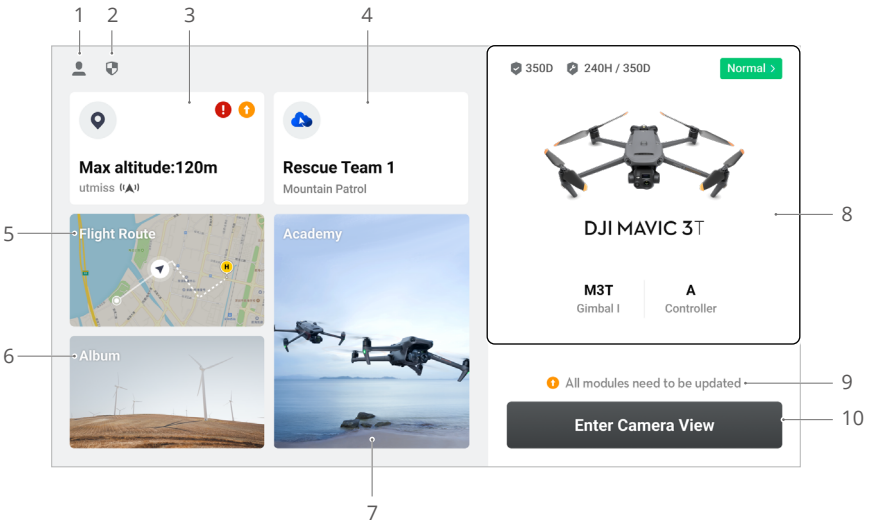 1
2
3
4
350D
240H / 350D
Normal >
Max altitude:120m
utmiss
Rescue Team 1
Mountain Patrol
5
Flight Route
H
Academy
8
DJI MAVIC 3T
M3T
Gimbal I
A
Controller
6
Album
All modules need to be updated
9
Enter Camera View
10
7